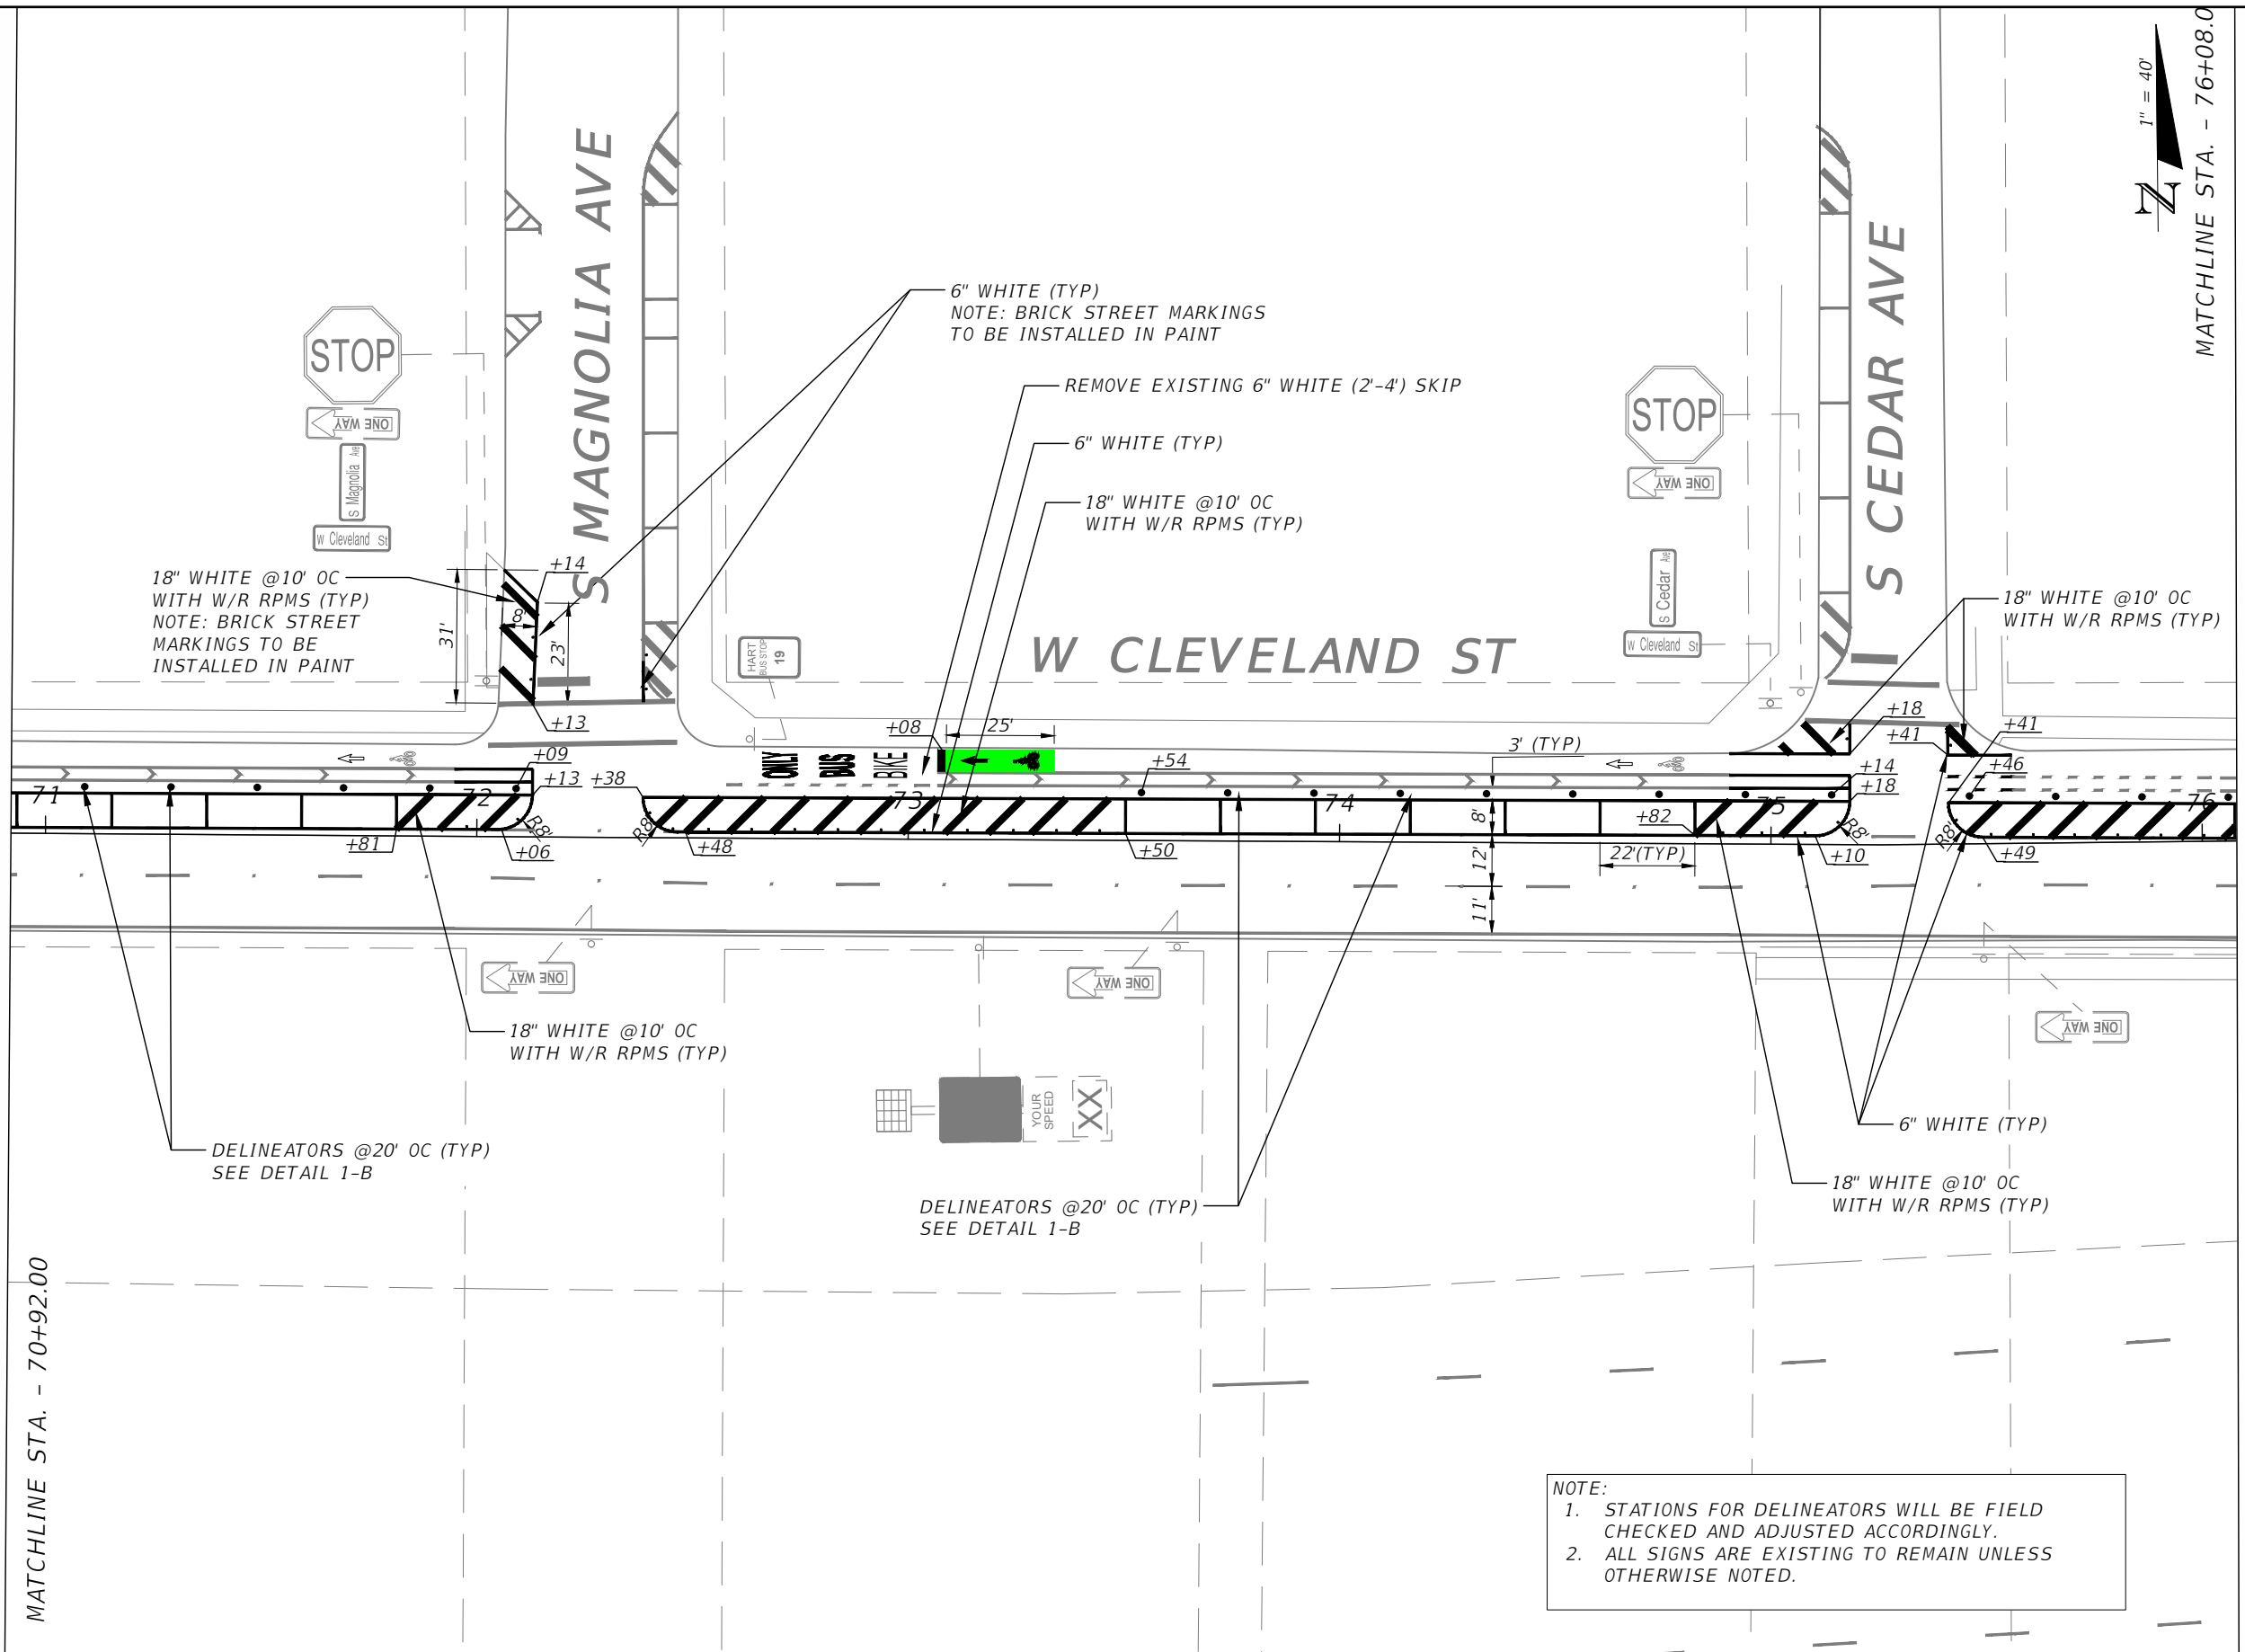 MATCHLINE STA. - 76+08.0
1" = 40'
N
S MAGNOLIA AVE
S CEDAR AVE
6" WHITE (TYP)
NOTE: BRICK STREET MARKINGS
TO BE INSTALLED IN PAINT
STOP
ONE WAY
S Magnolia Ave
W Cleveland St
REMOVE EXISTING 6" WHITE (2'-4') SKIP
6" WHITE (TYP)
18" WHITE @10' OC
WITH W/R RPMS (TYP)
STOP
ONE WAY
S Cedar Ave
W Cleveland St
18" WHITE @10' OC
WITH W/R RPMS (TYP)
NOTE: BRICK STREET
MARKINGS TO BE
INSTALLED IN PAINT
31'
8'
23'
+14
+13
HART
BUS STOP
19
W CLEVELAND ST
18" WHITE @10' OC
WITH W/R RPMS (TYP)
+08
25'
3' (TYP)
+18
+41
+41
+09
ONLY
BUS
BIKE
+54
+46
+14
+13
+38
+18
71
72
73
74
75
76
R8'
R8'
R8'
R8'
+81
+06
+48
+50
8'
+82
+10
+49
22'(TYP)
12'
11'
ONE WAY
ONE WAY
ONE WAY
18" WHITE @10' OC
WITH W/R RPMS (TYP)
YOUR
SPEED
XX
6" WHITE (TYP)
DELINEATORS @20' OC (TYP)
SEE DETAIL 1-B
DELINEATORS @20' OC (TYP)
SEE DETAIL 1-B
18" WHITE @10' OC
WITH W/R RPMS (TYP)
MATCHLINE STA. - 70+92.00
NOTE:
1. STATIONS FOR DELINEATORS WILL BE FIELD
CHECKED AND ADJUSTED ACCORDINGLY.
2. ALL SIGNS ARE EXISTING TO REMAIN UNLESS
OTHERWISE NOTED.